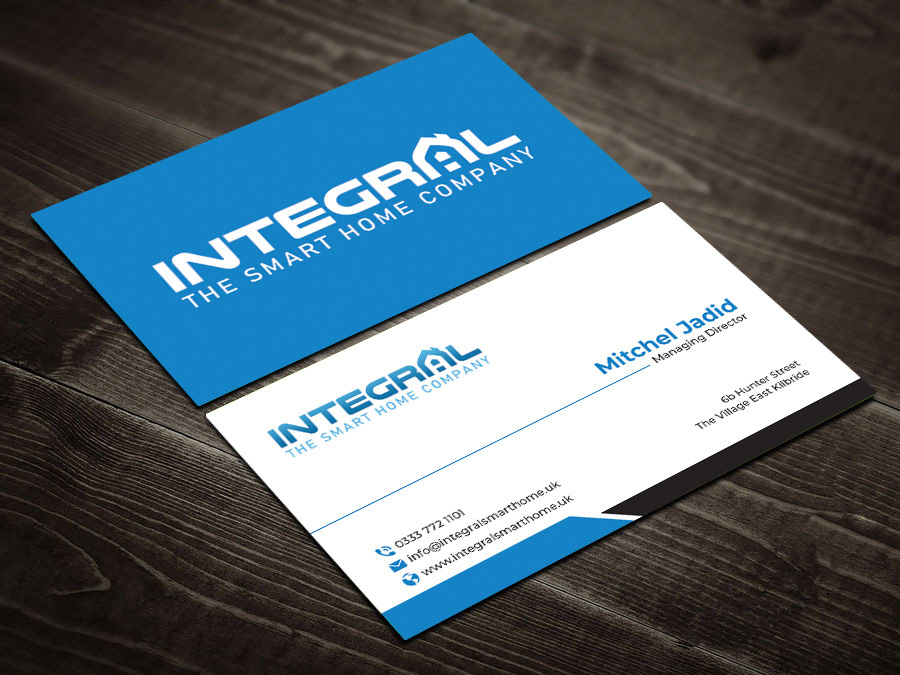 INTEGRAL
THE SMART HOME COMPANY
INTEGRAL
THE SMART HOME COMPANY
Mitchel Jadid
Managing Director
6b Hunter Street
The Village East Kilbride
0333 772 1101
info@integralsmarthome.uk
www.integralsmarthome.uk